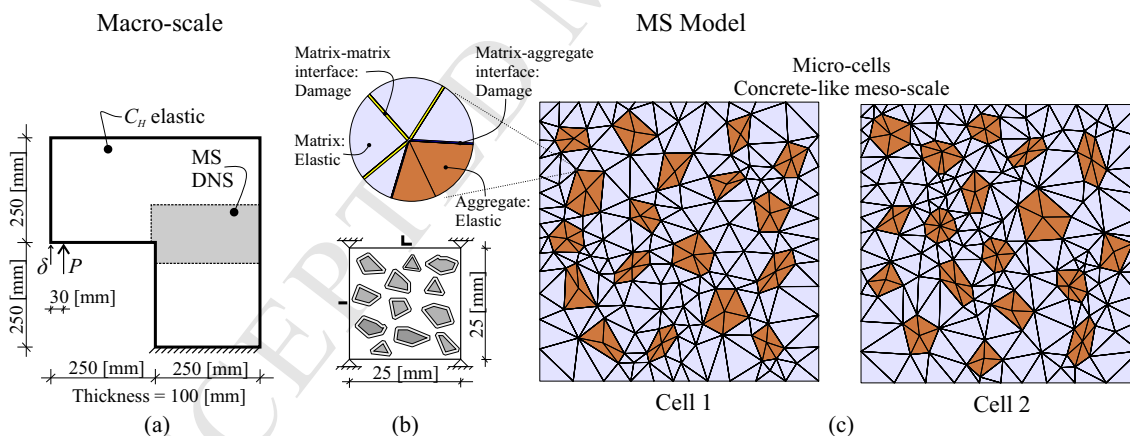 Macro-scale
MS Model
C_H elastic
MS
DNS
250 [mm]
250 [mm]
δ
P
30 [mm]
250 [mm]
250 [mm]
Thickness = 100 [mm]
(a)
Matrix-matrix
interface:
Damage
Matrix-aggregate
interface:
Damage
Matrix:
Elastic
Aggregate:
Elastic
25 [mm]
25 [mm]
(b)
Micro-cells
Concrete-like meso-scale
Cell 1
Cell 2
(c)
CEPTED M